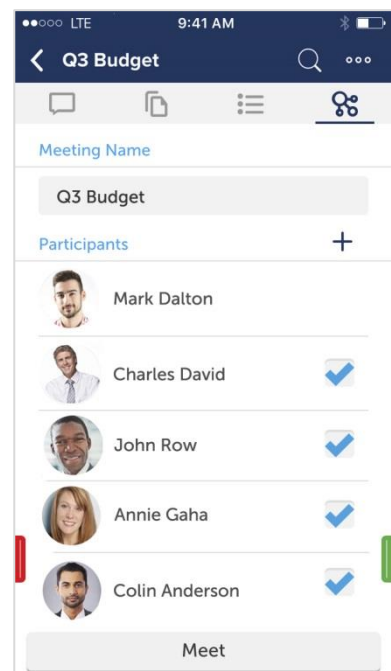 LTE 9:41 AM
Q3 Budget
Meeting Name
Q3 Budget
Participants
Mark Dalton
Charles David
John Row
Annie Gaha
Colin Anderson
Meet